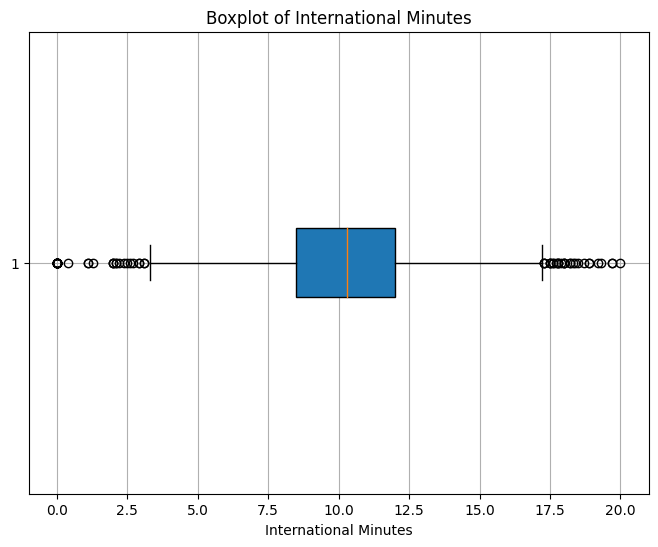 Boxplot of International Minutes
1
0.0 2.5 5.0 7.5 10.0 12.5 15.0 17.5 20.0
International Minutes